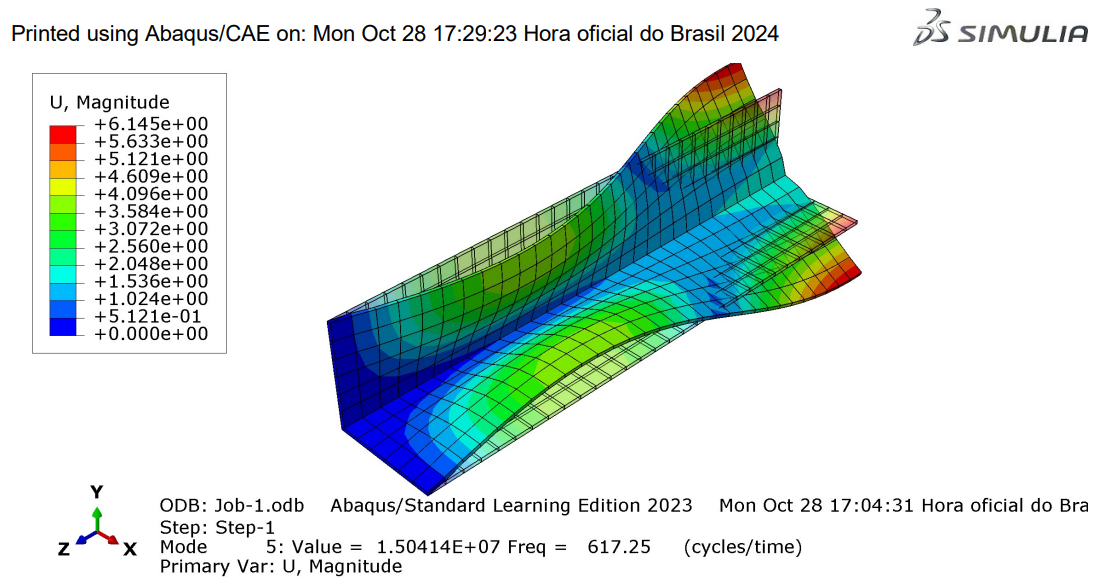 Printed using Abaqus/CAE on: Mon Oct 28 17:29:23 Hora oficial do Brasil 2024
SIMULIA
U, Magnitude
+6.145e+00
+5.633e+00
+5.121e+00
+4.609e+00
+4.096e+00
+3.584e+00
+3.072e+00
+2.560e+00
+2.048e+00
+1.536e+00
+1.024e+00
+5.121e-01
+0.000e+00
Y
Z X
ODB: Job-1.odb Abaqus/Standard Learning Edition 2023 Mon Oct 28 17:04:31 Hora oficial do Bra
Step: Step-1
Mode 5: Value = 1.50414E+07 Freq = 617.25 (cycles/time)
Primary Var: U, Magnitude